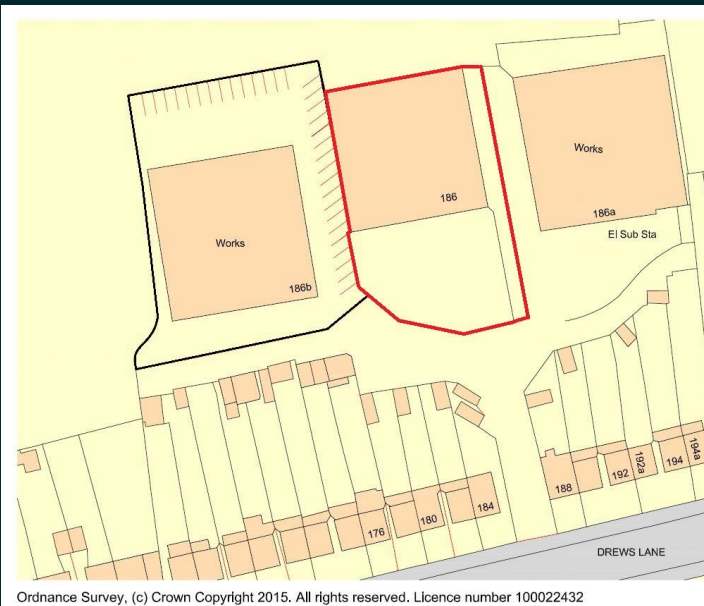 Works
186
186a
El Sub Sta
Works
186b
188
192
192a
194
194a
176
180
184
DREWS LANE
Ordnance Survey, (c) Crown Copyright 2015. All rights reserved. Licence number 100022432